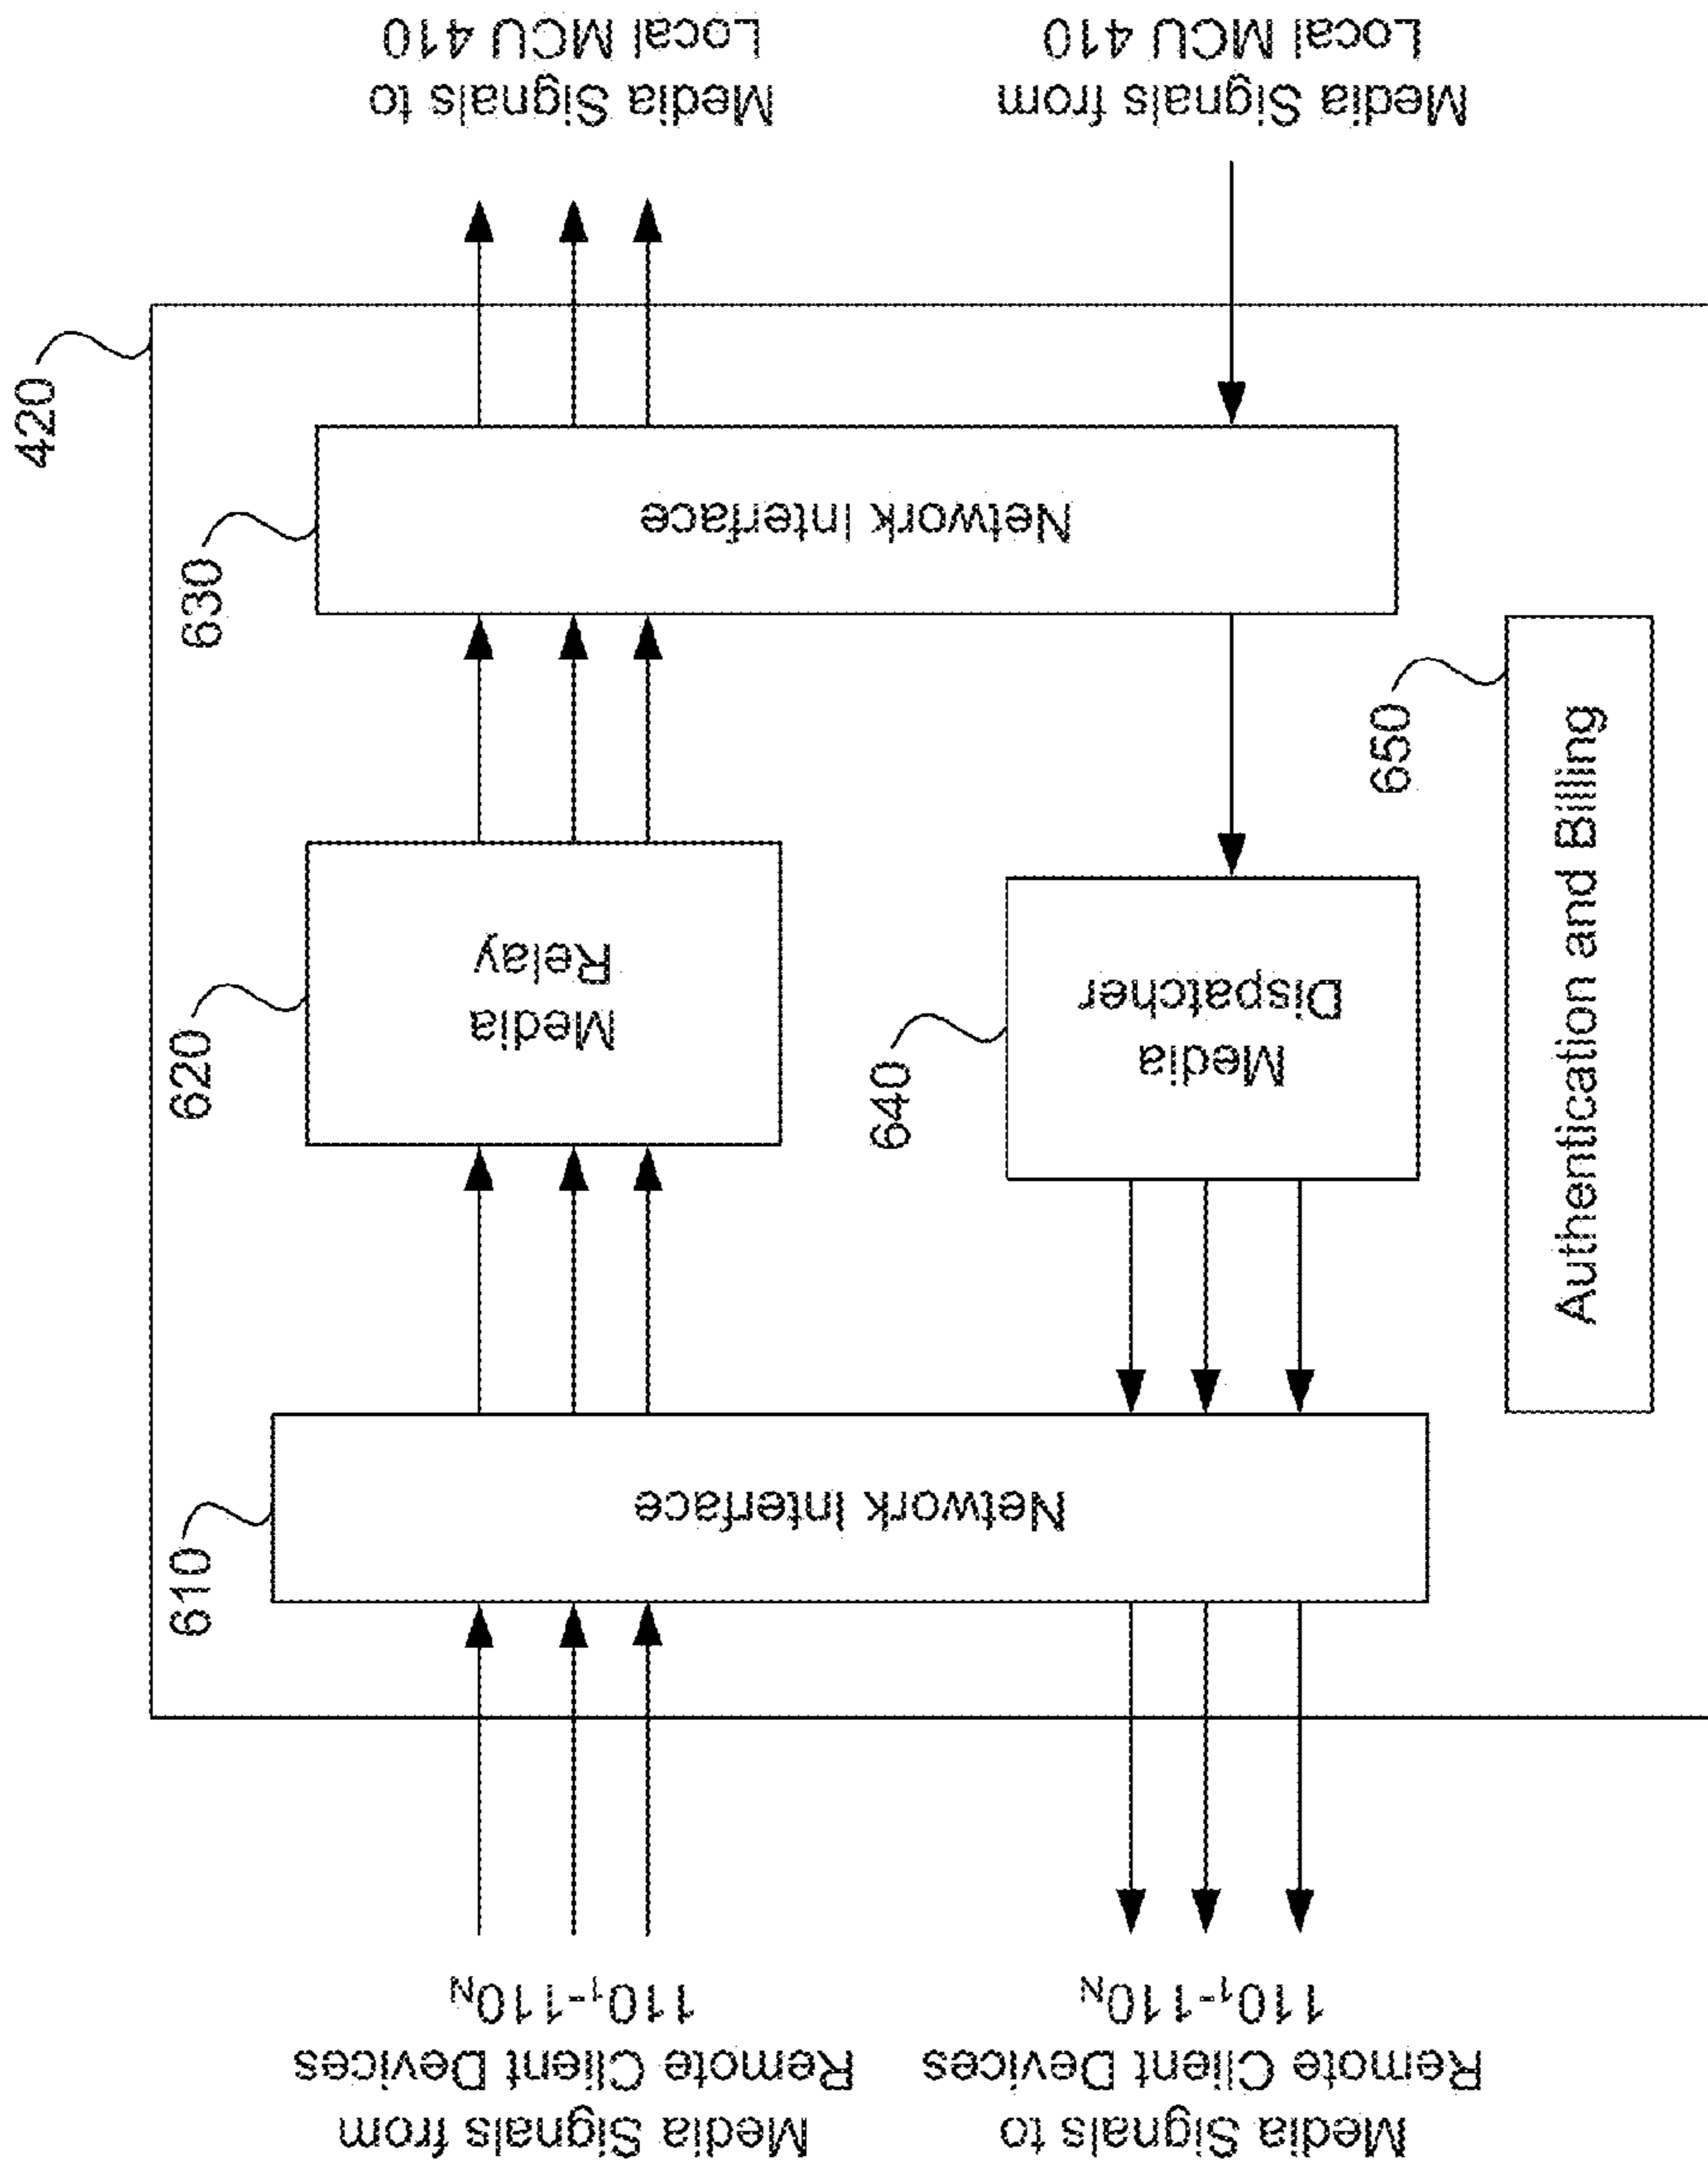 420
Media Signals from
Remote Client Devices
110₁-110ₙ
Media Signals to
Local MCU 410
610
Network Interface
620
Media
Relay
630
Network Interface
Media Signals to
Remote Client Devices
110₁-110ₙ
640
Media
Dispatcher
Media Signals from
Local MCU 410
650
Authentication and Billing